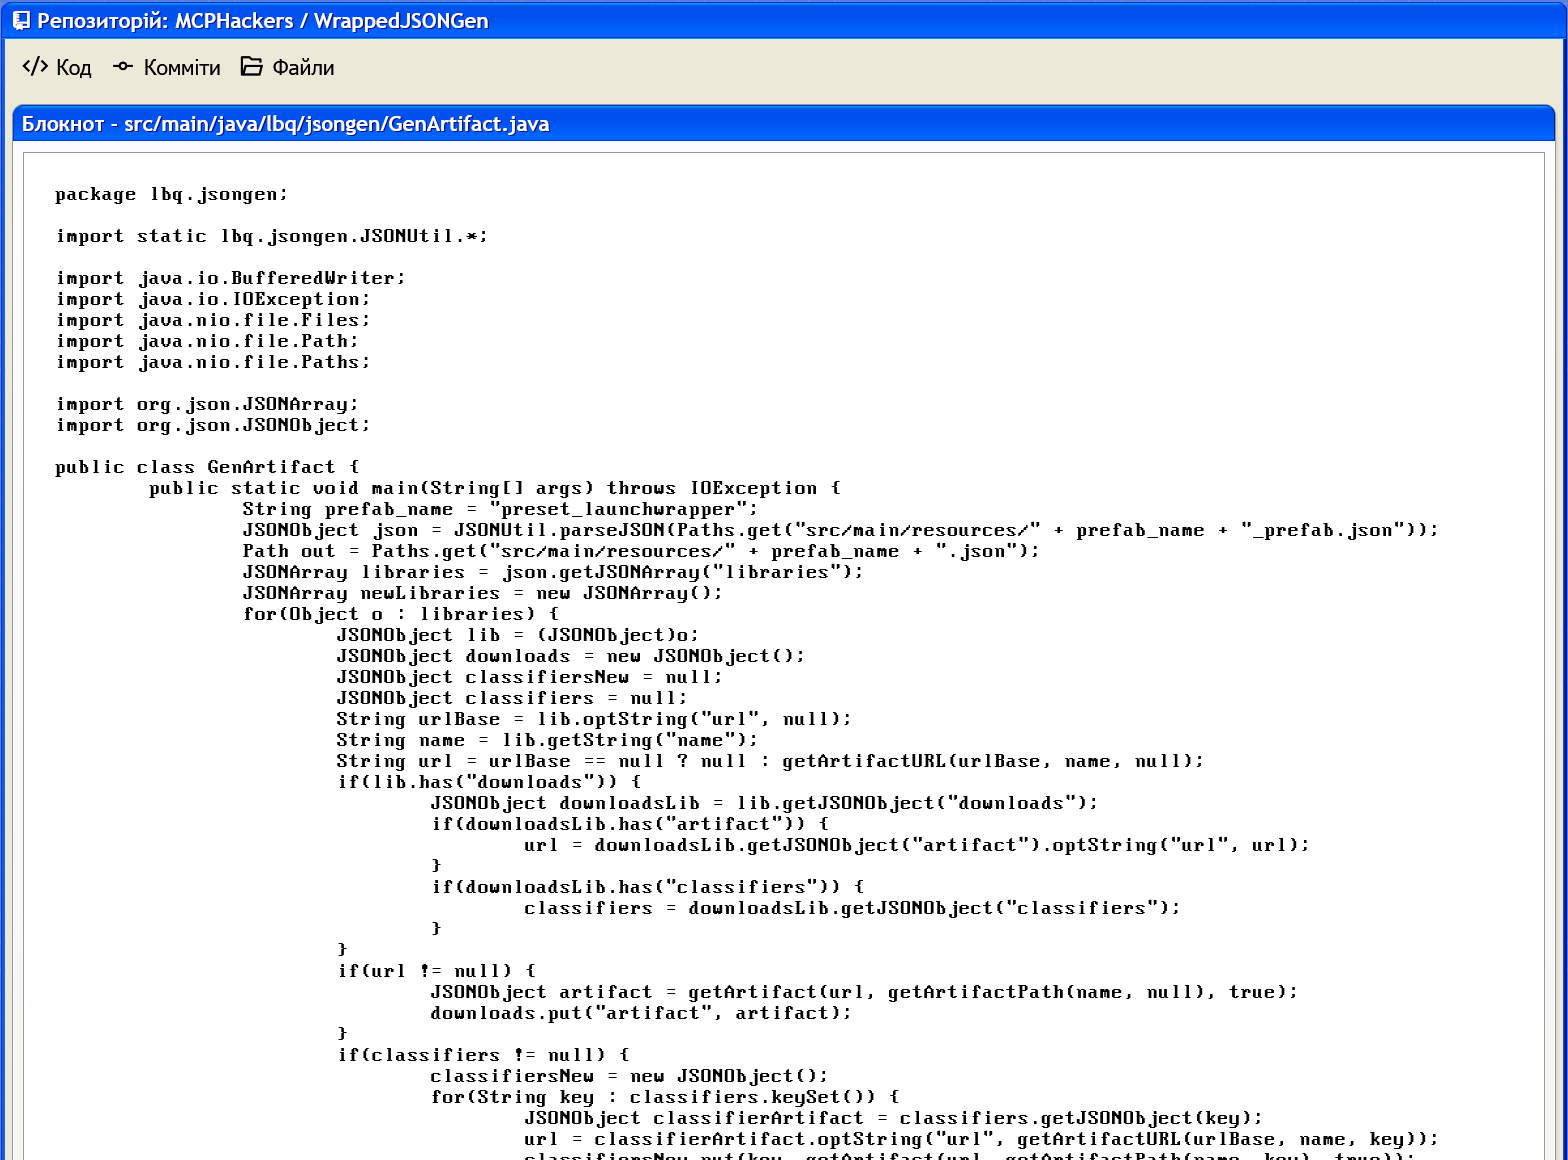 Репозиторій: MCPHackers / WrappedJSONGen
Код Комміти Файли
Блокнот - src/main/java/lbq/jsongen/GenArtifact.java
package lbq.jsongen;
import static lbq.jsongen.JSONUtil.*;
import java.io.BufferedWriter;
import java.io.IOException;
import java.nio.file.Files;
import java.nio.file.Path;
import java.nio.file.Paths;
import org.json.JSONArray;
import org.json.JSONObject;
public class GenArtifact {
public static void main(String[] args) throws IOException {
String prefab_name = "preset_launchwrapper";
JSONObject json = JSONUtil.parseJSON(Paths.get("src/main/resources/" + prefab_name + "_prefab.json"));
Path out = Paths.get("src/main/resources/" + prefab_name + ".json");
JSONArray libraries = json.getJSONArray("libraries");
JSONArray newLibraries = new JSONArray();
for(Object o : libraries) {
JSONObject lib = (JSONObject)o;
JSONObject downloads = new JSONObject();
JSONObject classifiersNew = null;
JSONObject classifiers = null;
String urlBase = lib.optString("url", null);
String name = lib.getString("name");
String url = urlBase == null ? null : getArtifactURL(urlBase, name, null);
if(lib.has("downloads")) {
JSONObject downloadsLib = lib.getJSONObject("downloads");
if(downloadsLib.has("artifact")) {
url = downloadsLib.getJSONObject("artifact").optString("url", url);
}
if(downloadsLib.has("classifiers")) {
classifiers = downloadsLib.getJSONObject("classifiers");
}
}
if(url != null) {
JSONObject artifact = getArtifact(url, getArtifactPath(name, null), true);
downloads.put("artifact", artifact);
}
if(classifiers != null) {
classifiersNew = new JSONObject();
for(String key : classifiers.keySet()) {
JSONObject classifierArtifact = classifiers.getJSONObject(key);
url = classifierArtifact.optString("url", getArtifactURL(urlBase, name, key));
classifiersNew.put(key, getArtifact(url, getArtifactPath(name, key), true));